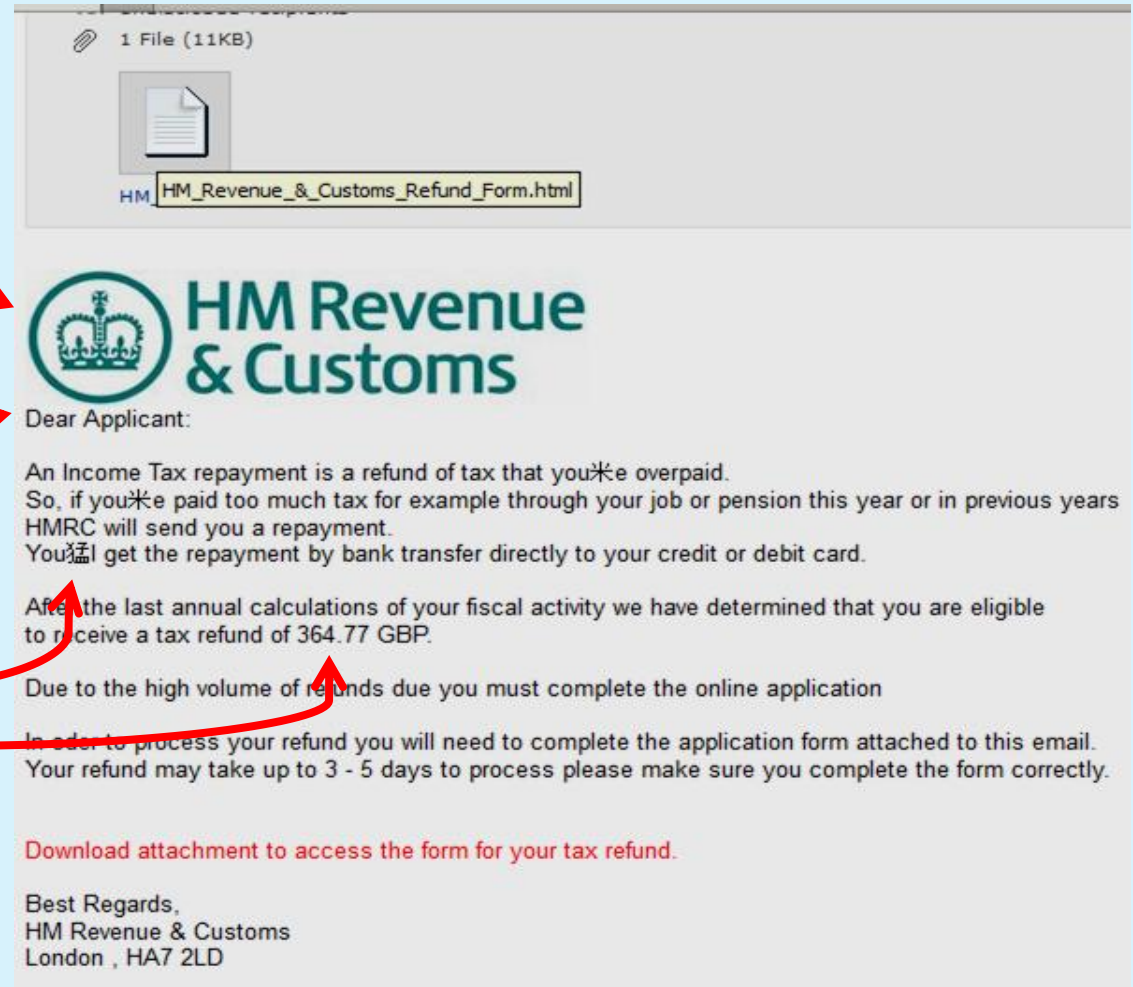 1 File (11KB)
HM_Revenue_&_Customs_Refund_Form.html
HM_
HM Revenue
& Customs
Dear Applicant:
An Income Tax repayment is a refund of tax that you米e overpaid.
So, if you米e paid too much tax for example through your job or pension this year or in previous years
HMRC will send you a repayment.
You猛l get the repayment by bank transfer directly to your credit or debit card.
After the last annual calculations of your fiscal activity we have determined that you are eligible
to receive a tax refund of 364.77 GBP.
Due to the high volume of refunds due you must complete the online application
In oder to process your refund you will need to complete the application form attached to this email.
Your refund may take up to 3 - 5 days to process please make sure you complete the form correctly.
Download attachment to access the form for your tax refund.
Best Regards,
HM Revenue & Customs
London , HA7 2LD